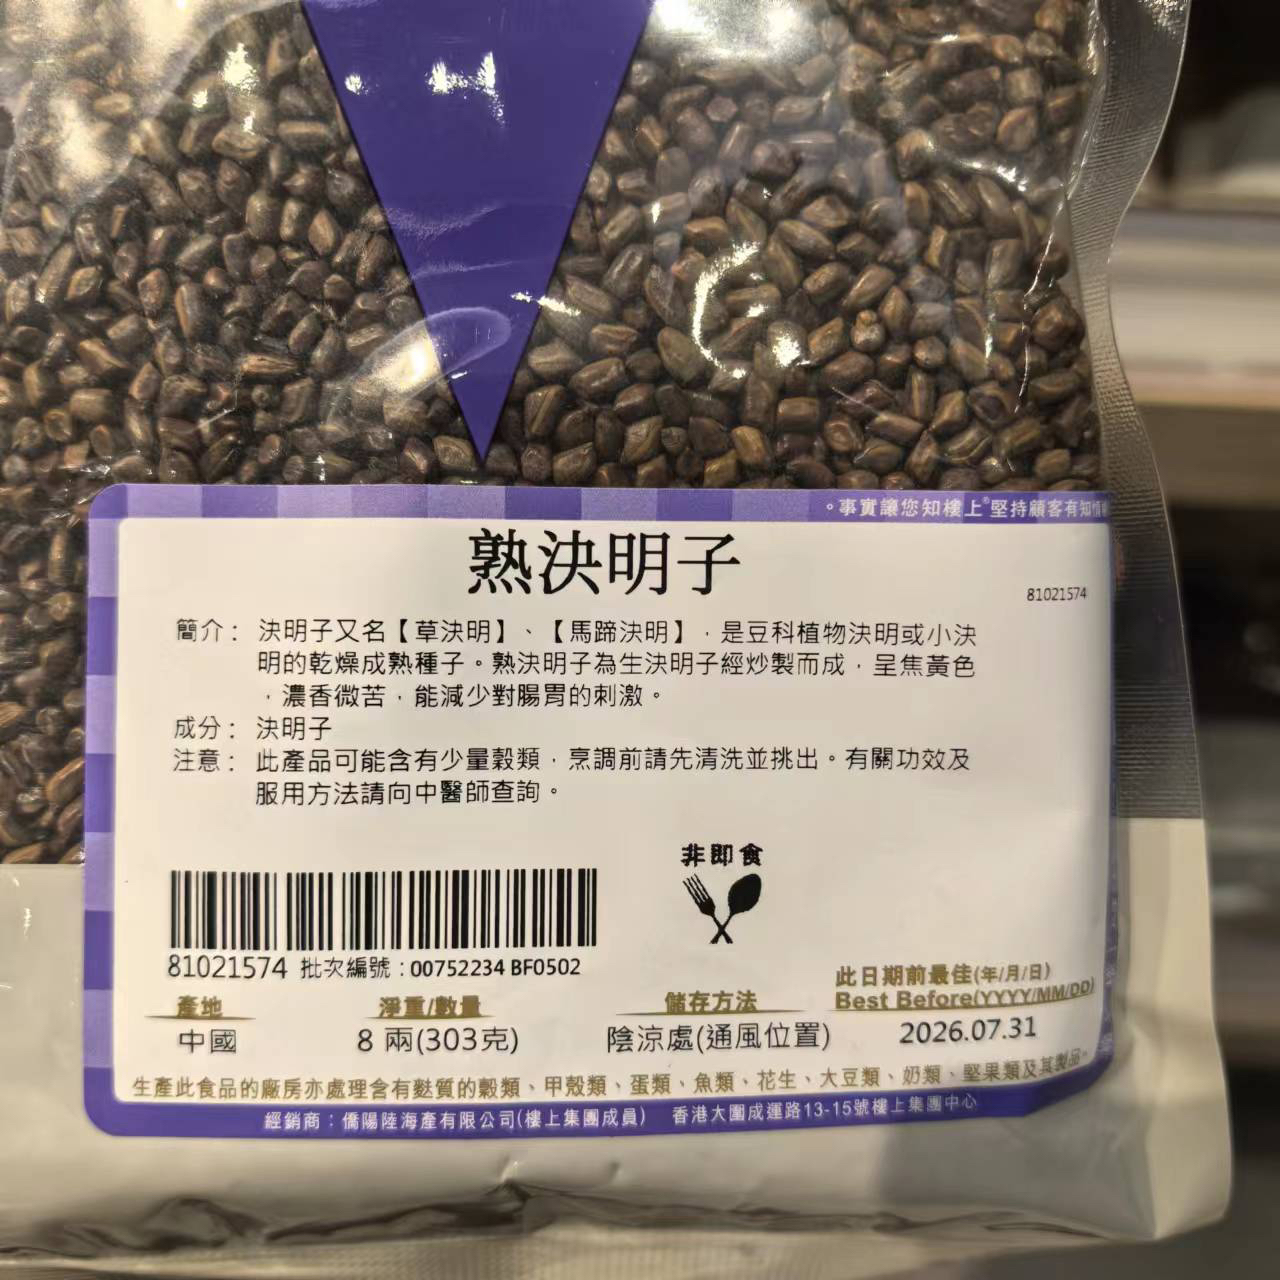 。事實讓您知樓上®堅持顧客有知情
熟決明子
81021574
簡介：決明子又名【草決明】、【馬蹄決明】，是豆科植物決明或小決
明的乾燥成熟種子。熟決明子為生決明子經炒製而成，呈焦黃色
，濃香微苦，能減少對腸胃的刺激。
成分：決明子
注意：此產品可能含有少量穀類，烹調前請先清洗並挑出。有關功效及
服用方法請向中醫師查詢。
非即食
81021574 批次編號：00752234 BF0502
產地 淨重/數量 儲存方法 此日期前最佳(年/月/日)
Best Before(YYYY/MM/DD)
中國 8 兩(303克) 陰涼處(通風位置) 2026.07.31
生產此食品的廠房亦處理含有麩質的穀類、甲殼類、蛋類、魚類、花生、大豆類、奶類、堅果類及其製品。
經銷商：僑陽陸海產有限公司(樓上集團成員) 香港大圍成運路13-15號樓上集團中心